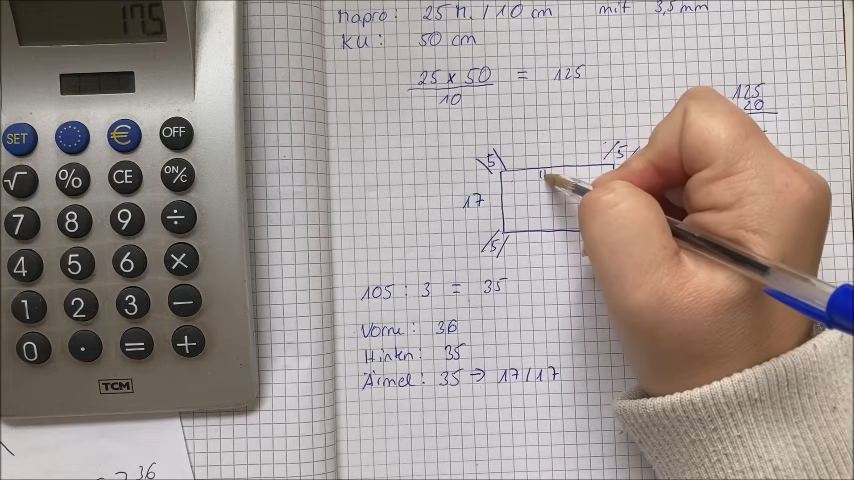 17.5
SET
€
OFF
√
%
CE
ON/C
7
8
9
÷
4
5
6
×
1
2
3
−
0
·
=
+
TCM
36
Mapro: 25 M. / 10 cm mit 3,5 mm
KU: 50 cm
25 x 50 = 125
10
125
20
5
/5/
17
/5/
105 : 3 = 35
Vorne: 36
Hinten: 35
Ärmel: 35 → 17/17